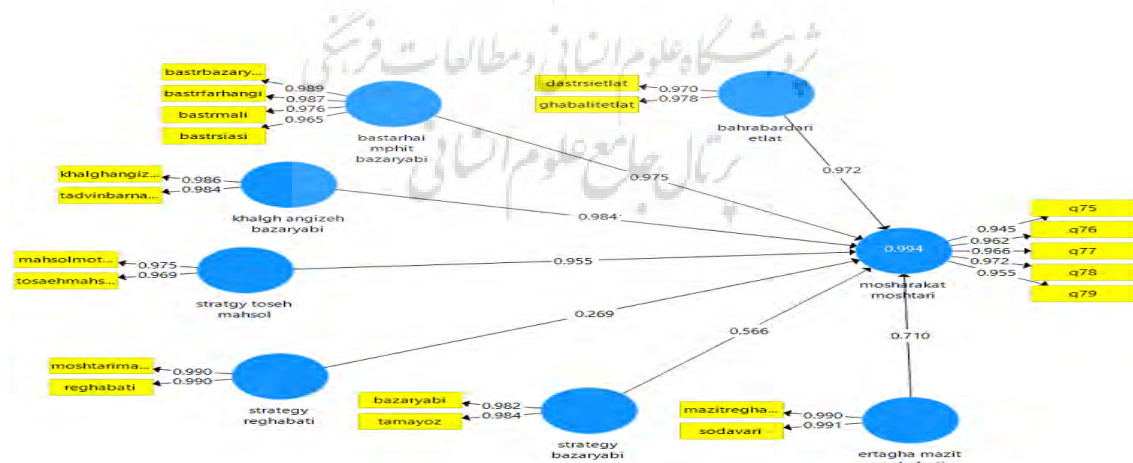 پژوهشگاه علوم انسانی و مطالعات فرهنگی
پرتال جامع علوم انسانی
bastrbazary...
bastrfarhangi
bastrmali
bastrsiasi
0.989
0.987
0.976
0.965
bastarhai
mphit
bazaryabi
dastrsietlat
ghabalitetlat
0.970
0.978
bahrabardari
etlat
0.975
0.972
khalghangiz...
tadvinbarna...
0.986
0.984
khalgh angizeh
bazaryabi
0.984
mahsolmot...
tosaehmahs...
0.975
0.969
stratgy toseh
mahsol
0.955
0.994
mosharakat
moshtari
0.945
0.962
0.966
0.972
0.955
q75
q76
q77
q78
q79
moshtarima...
reghabati
0.990
0.990
strategy
reghabati
0.269
bazaryabi
tamayoz
0.982
0.984
strategy
bazaryabi
0.566
mazitregha...
sodavari
0.990
0.991
ertagha mazit
0.710